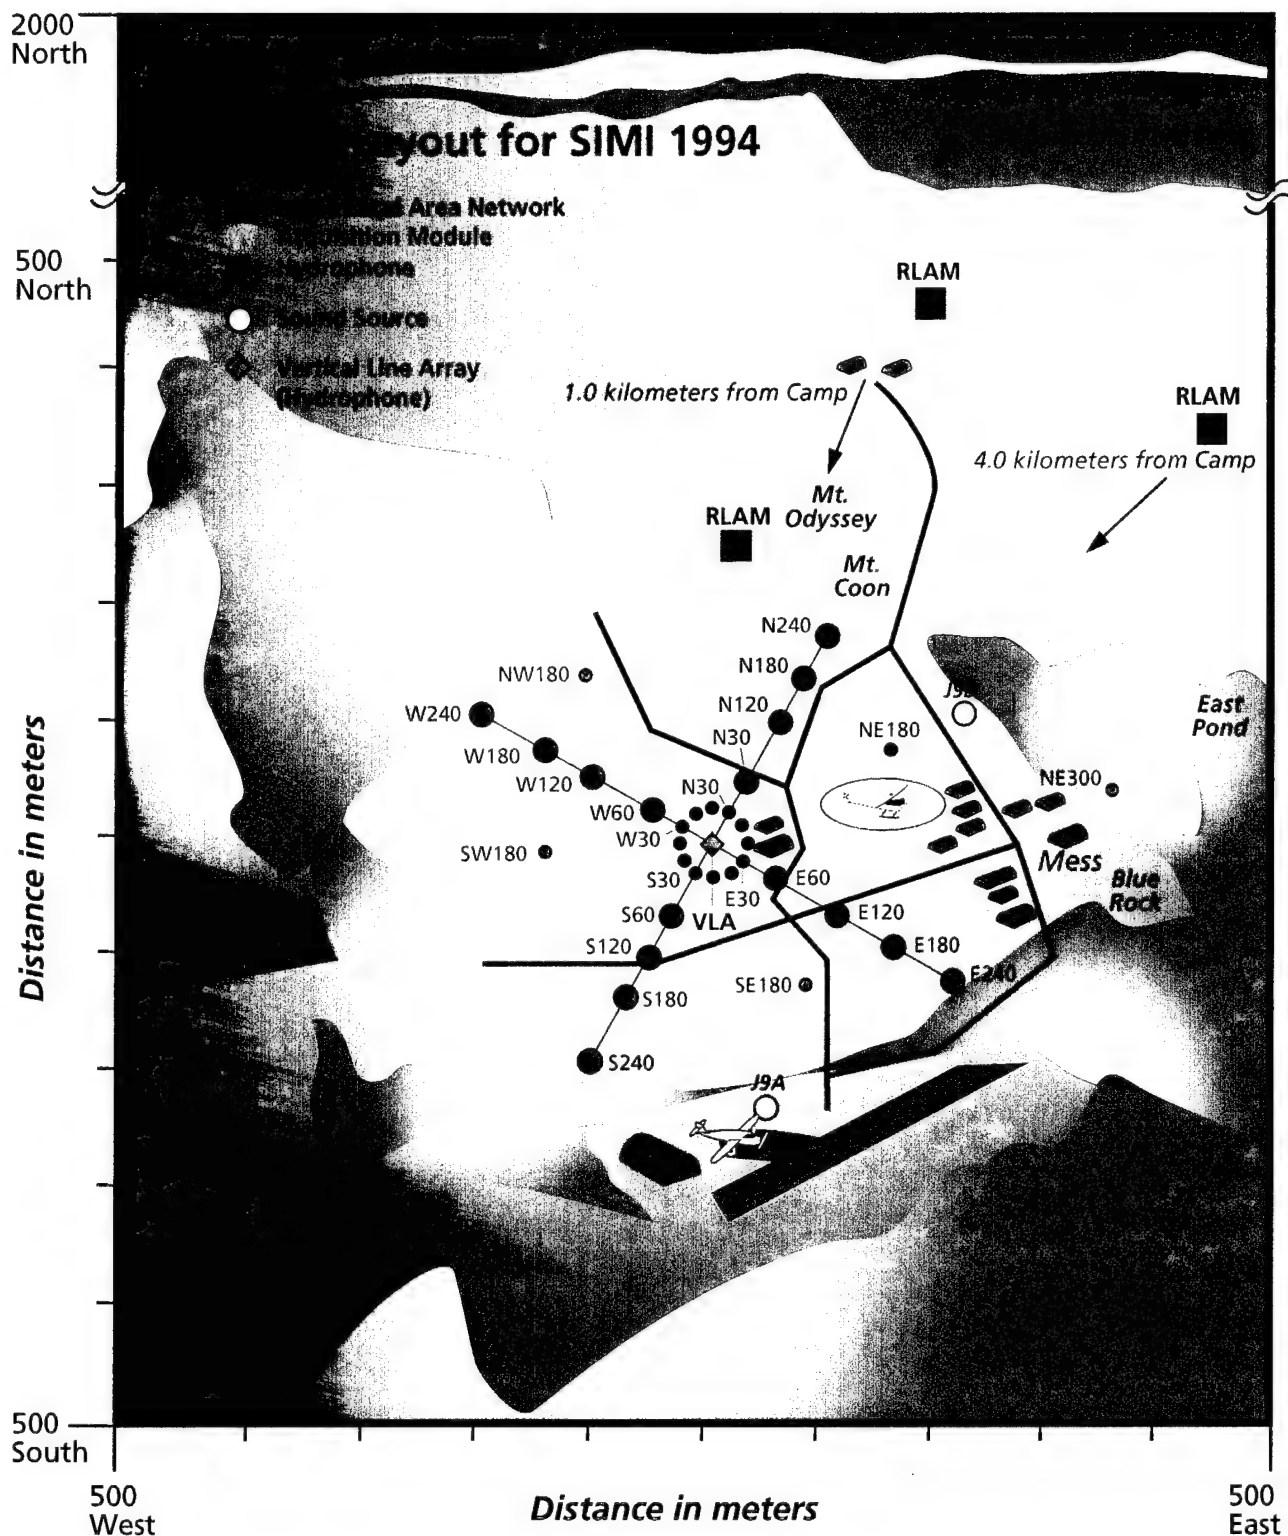 2000
North
yout for SIMI 1994
Area Network
Module
Hydrophone
500
North
RLAM
Sound Source
Vertical Line Array
(Hydrophone)
1.0 kilometers from Camp
RLAM
4.0 kilometers from Camp
Mt.
Odyssey
RLAM
Mt.
Coon
N240
N180
NW180
J9B
East
Pond
W240
N120
NE180
W180
N30
W120
N30
NE300
W60
W30
SW180
Mess
S30
E60
Blue
Rock
E30
S60
VLA
E120
S120
E180
E240
SE180
S180
S240
J9A
Distance in meters
500
South
500
West
Distance in meters
500
East